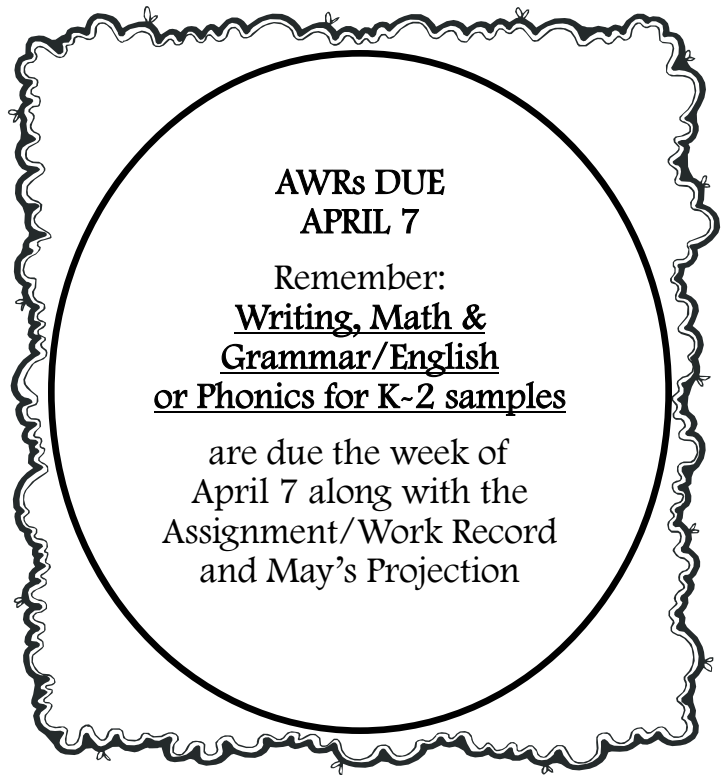 AWRs DUE
APRIL 7
Remember:
Writing, Math &
Grammar/English
or Phonics for K-2 samples
are due the week of
April 7 along with the
Assignment/Work Record
and May’s Projection